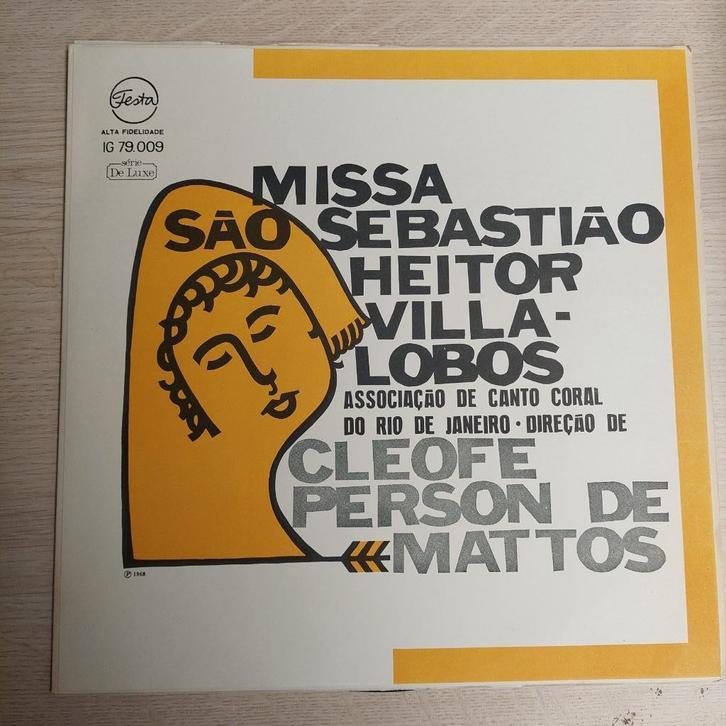 Festa
ALTA FIDELIDADE
IG 79.009
série
De Luxe
MISSA
SÃO SEBASTIÃO
HEITOR
VILLA-
LOBOS
ASSOCIAÇÃO DE CANTO CORAL
DO RIO DE JANEIRO • DIREÇÃO DE
CLEOFE
PERSON DE
MATTOS
℗ 1968